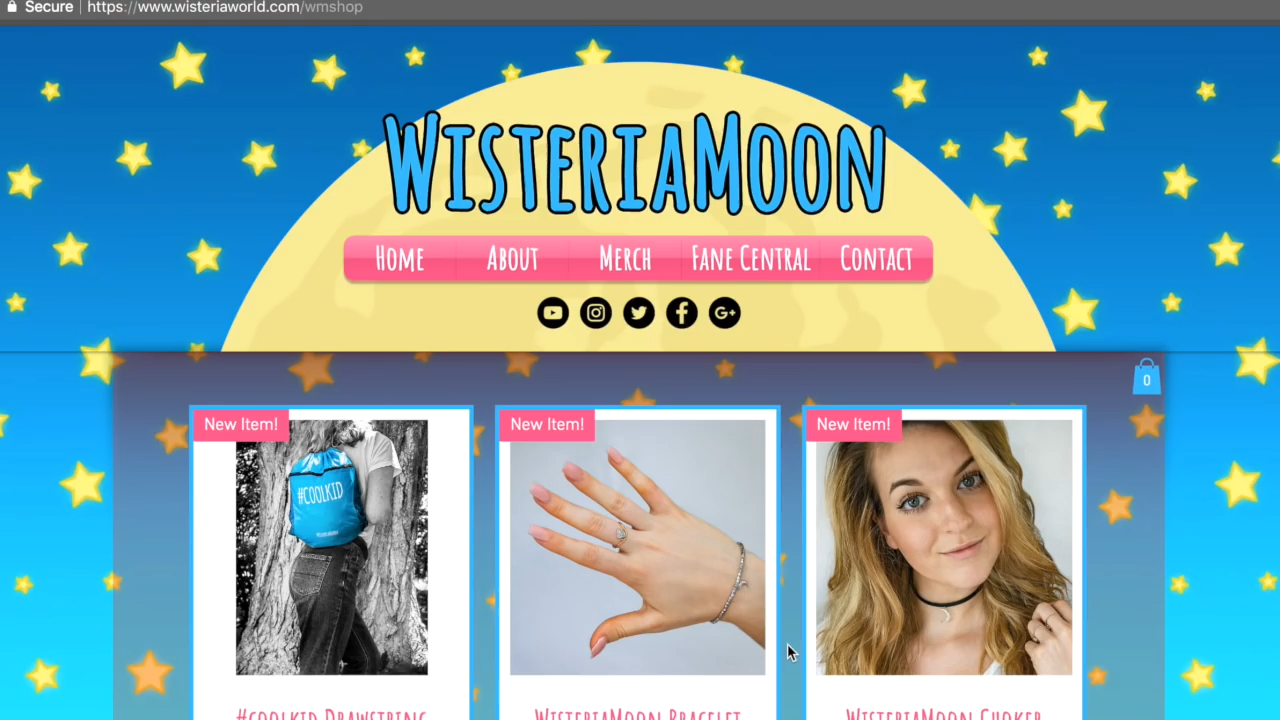 Secure https://www.wisteriaworld.com/wmshop
WisteriaMoon
Home About Merch Fane Central Contact
0
New Item! New Item! New Item!
#COOLKID
#coolkid Drawstring WisteriaMoon Bracelet WisteriaMoon Choker